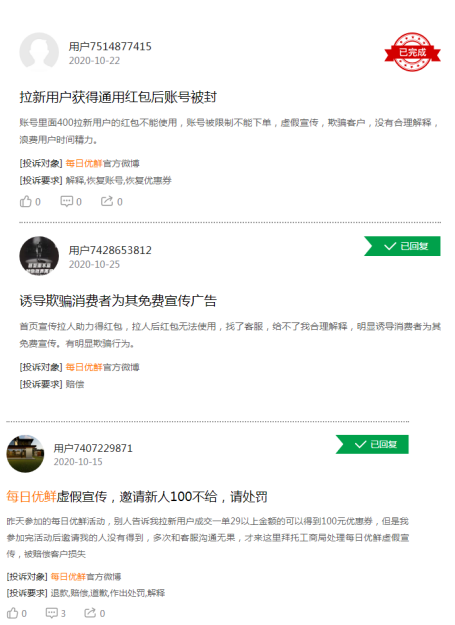 用户7514877415
2020-10-22
已完成
拉新用户获得通用红包后账号被封
账号里面400拉新用户的红包不能使用，账号被限制不能下单，虚假宣传，欺骗客户，没有合理解释，
浪费用户时间精力。
[投诉对象] 每日优鲜官方微博
[投诉要求] 解释,恢复账号,恢复优惠券
0 0 0
用户7428653812
2020-10-25
已回复
诱导欺骗消费者为其免费宣传广告
首页宣传拉人助力得红包，拉人后红包无法使用，找了客服，给不了我合理解释，明显诱导消费者为其
免费宣传。有明显欺骗行为。
[投诉对象] 每日优鲜官方微博
[投诉要求] 赔偿
用户7407229871
2020-10-15
已回复
每日优鲜虚假宣传，邀请新人100不给，请处罚
昨天参加的每日优鲜活动，别人告诉我拉新用户成交一单29以上金额的可以得到100元优惠券，但是我
参加完活动后邀请我的人没有得到，多次和客服沟通无果，才来这里拜托工商局处理每日优鲜虚假宣
传，被赔偿客户损失
[投诉对象] 每日优鲜官方微博
[投诉要求] 退款,赔偿,道歉,作出处罚,解释
0 3 0